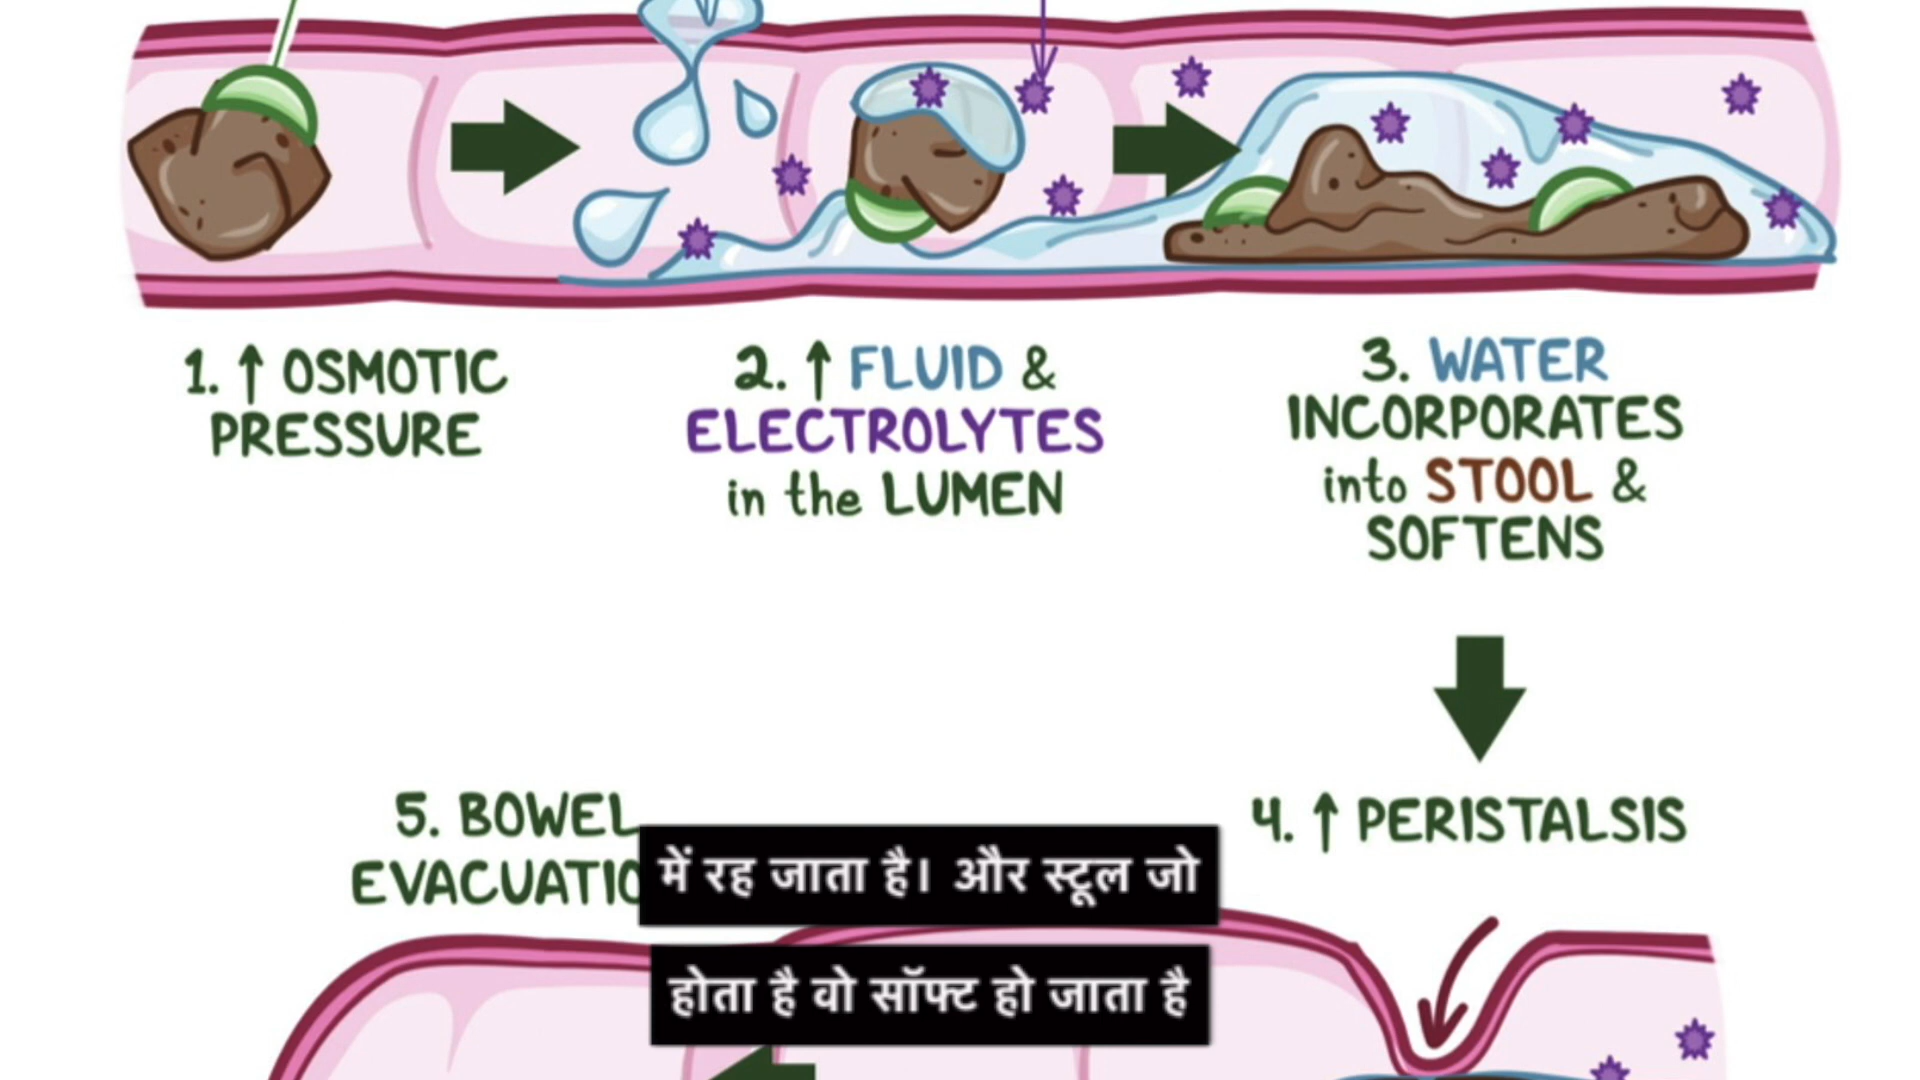 1. ↑ OSMOTIC
PRESSURE
2. ↑ FLUID &
ELECTROLYTES
in the LUMEN
3. WATER
INCORPORATES
into STOOL &
SOFTENS
4. ↑ PERISTALSIS
5. BOWEL
में रह जाता है। और स्टूल जो
होता है वो सॉफ्ट हो जाता है